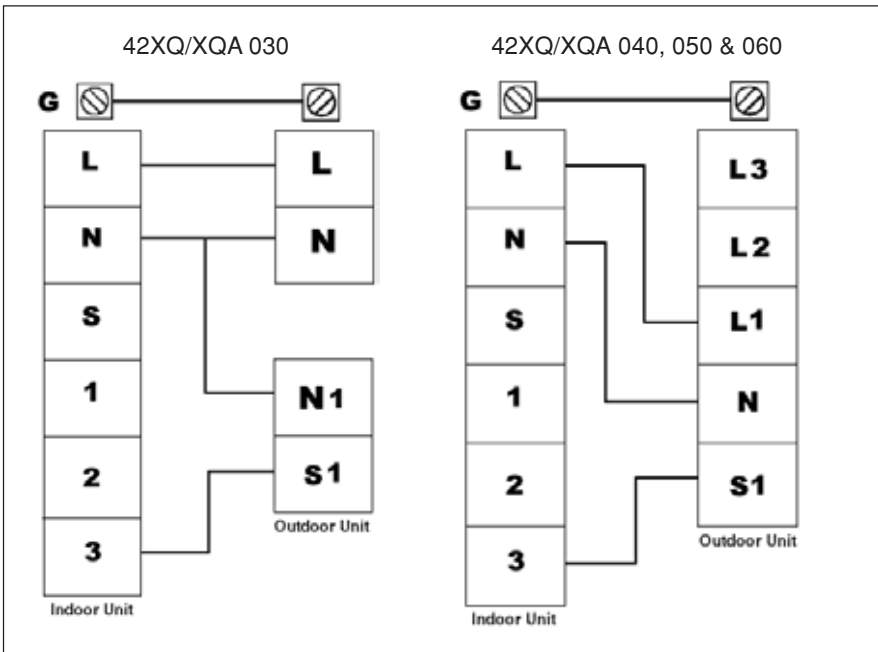 42XQ/XQA 030
G
L
N
S
1
2
3
Indoor Unit
L
N
N1
S1
Outdoor Unit
42XQ/XQA 040, 050 & 060
G
L
N
S
1
2
3
Indoor Unit
L3
L2
L1
N
S1
Outdoor Unit